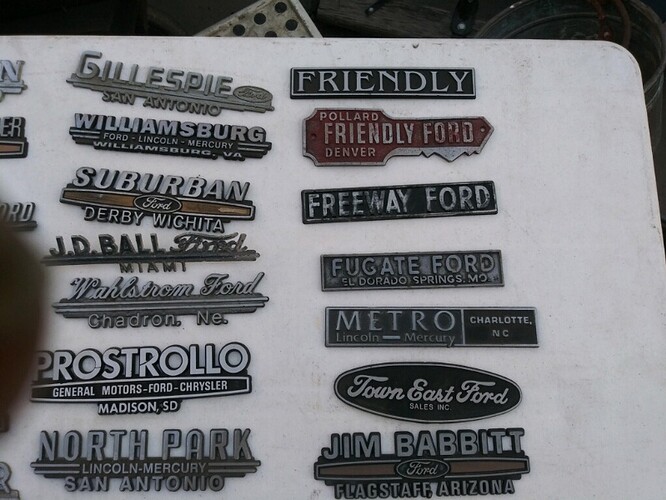 GILLESPIE
Ford
SAN ANTONIO
WILLIAMSBURG
FORD - LINCOLN - MERCURY
WILLIAMSBURG, VA
SUBURBAN
Ford
DERBY WICHITA
J.D. BALL Ford
MIAMI
Wahlstrom Ford
Chadron, Ne.
PROSTROLLO
GENERAL MOTORS-FORD-CHRYSLER
MADISON, SD
NORTH PARK
LINCOLN-MERCURY
SAN ANTONIO
FRIENDLY
POLLARD
FRIENDLY FORD
DENVER
FREEWAY FORD
FUGATE FORD
EL DORADO SPRINGS, MO.
METRO
Lincoln — Mercury
CHARLOTTE,
NC
Town East Ford
SALES INC.
JIM BABBITT
Ford
FLAGSTAFF, ARIZONA